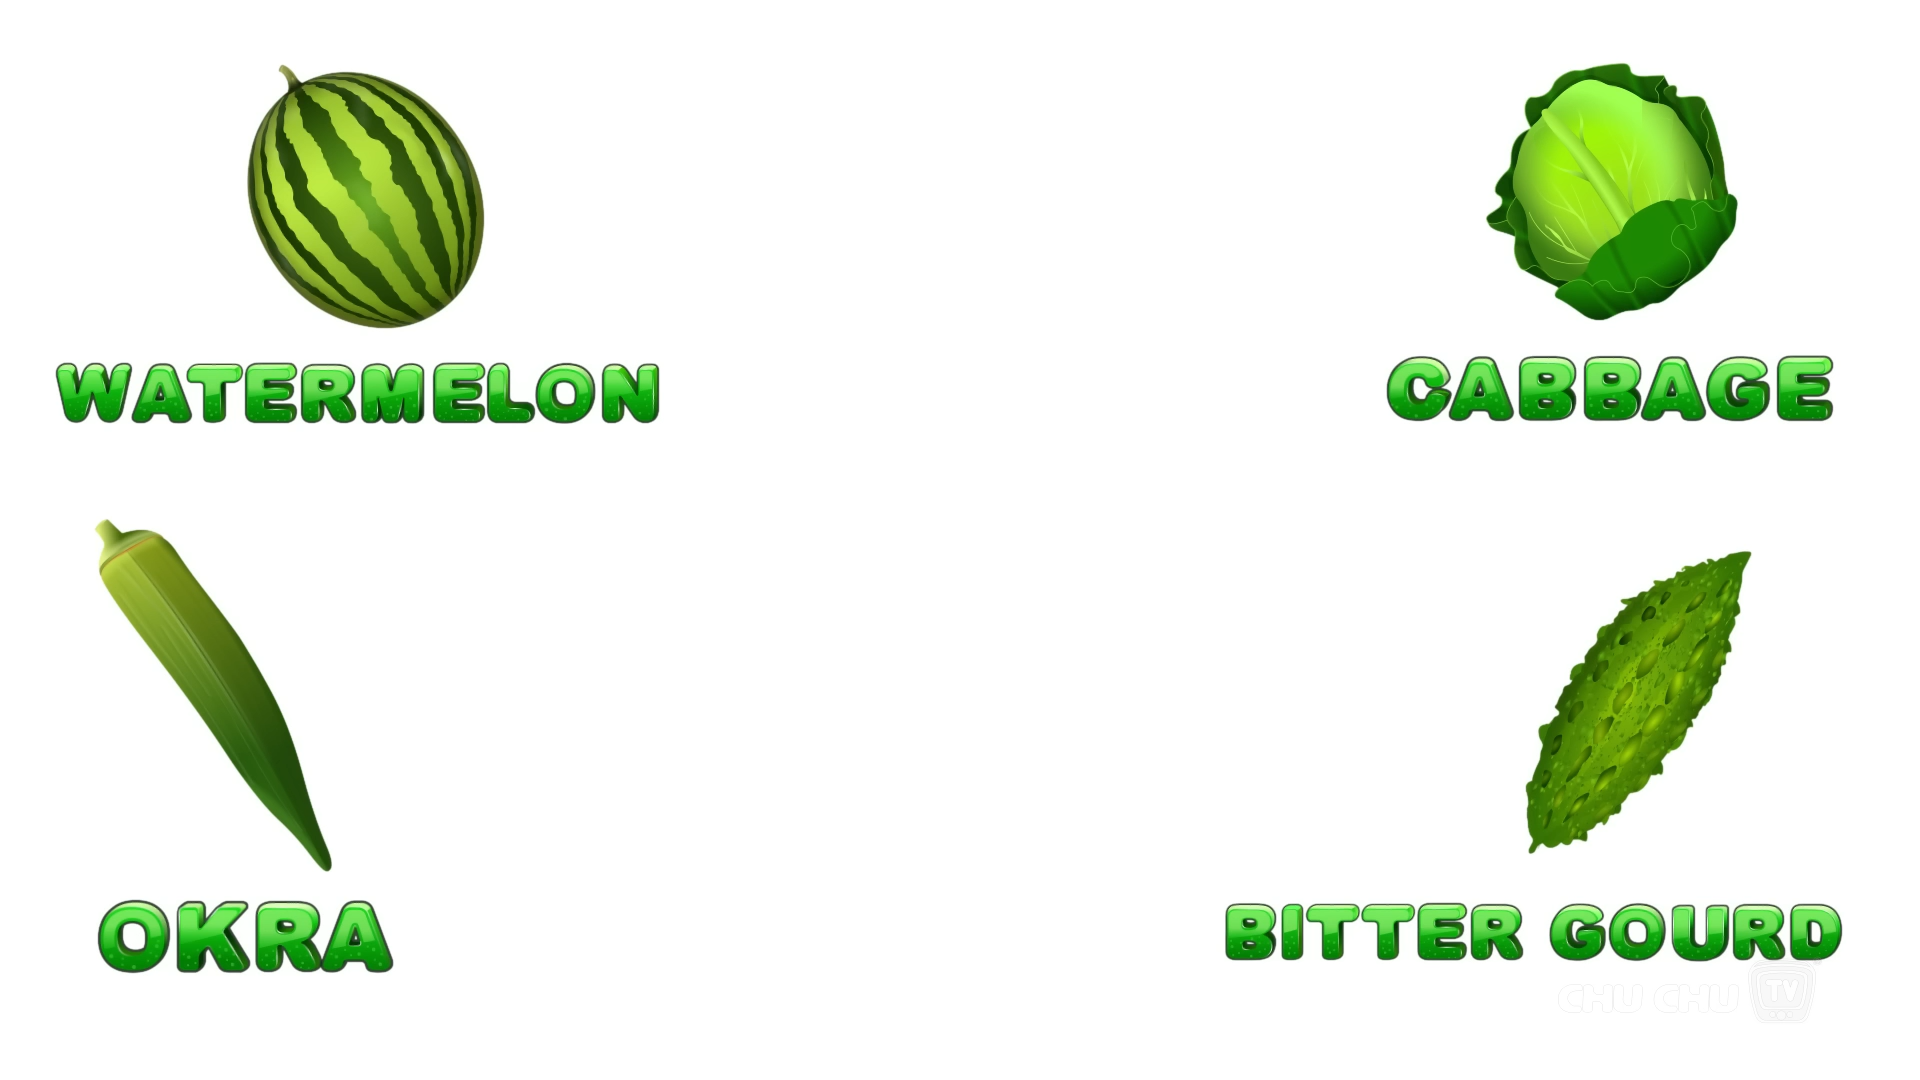 WATERMELON
CABBAGE
OKRA
BITTER GOURD
CHU CHU TV